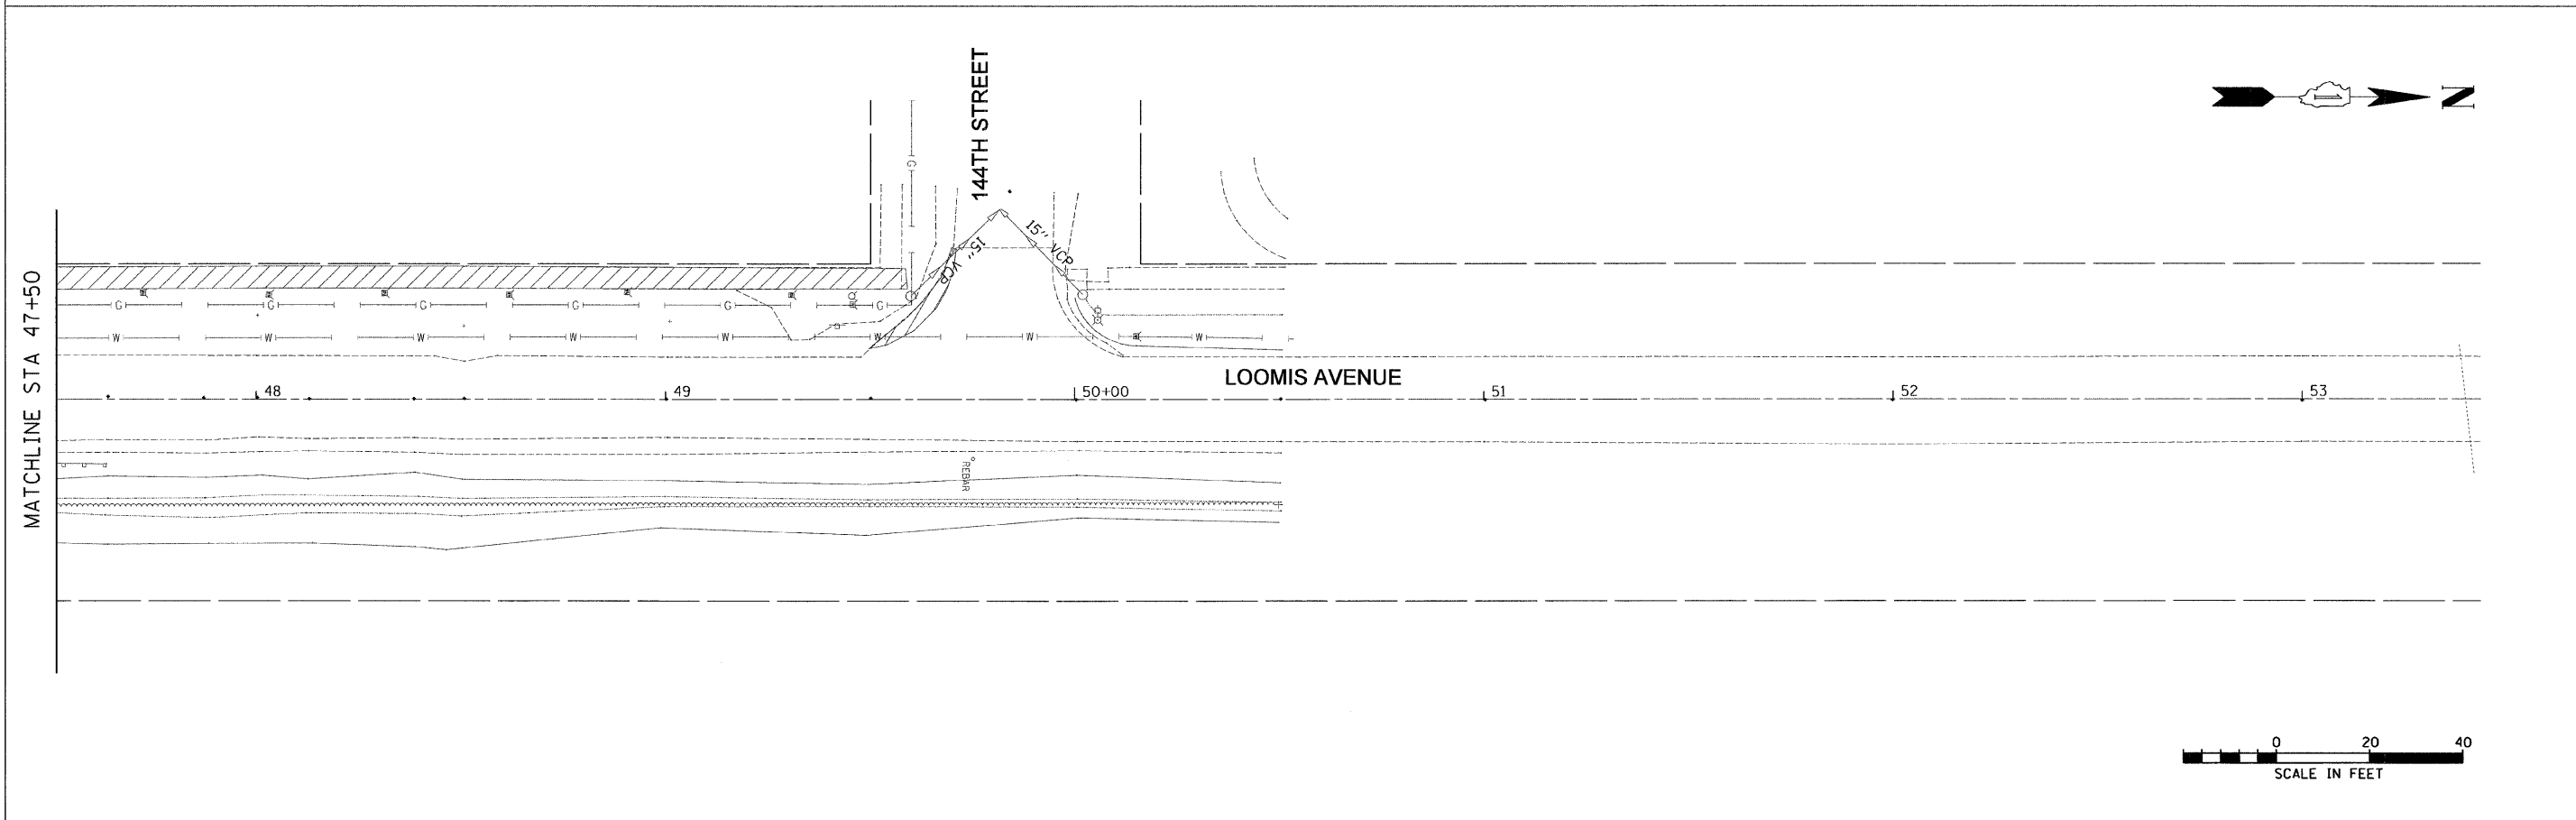 144TH STREET
N
G
15" VCP
15" VCP
MATCHLINE STA 47+50
G G G G G G
W W W W W W W W
LOOMIS AVENUE
48 49 50+00 51 52 53
REBAR
0 20 40
SCALE IN FEET